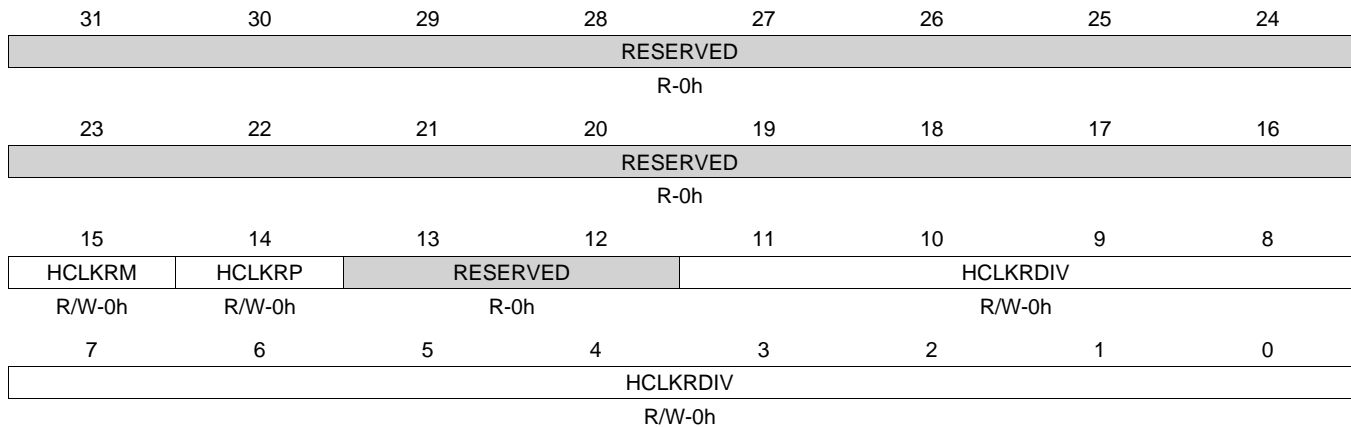 31 30 29 28 27 26 25 24
RESERVED
R-0h
23 22 21 20 19 18 17 16
RESERVED
R-0h
15 14 13 12 11 10 9 8
HCLKRM HCLKRP RESERVED HCLKRDIV
R/W-0h R/W-0h R-0h R/W-0h
7 6 5 4 3 2 1 0
HCLKRDIV
R/W-0h